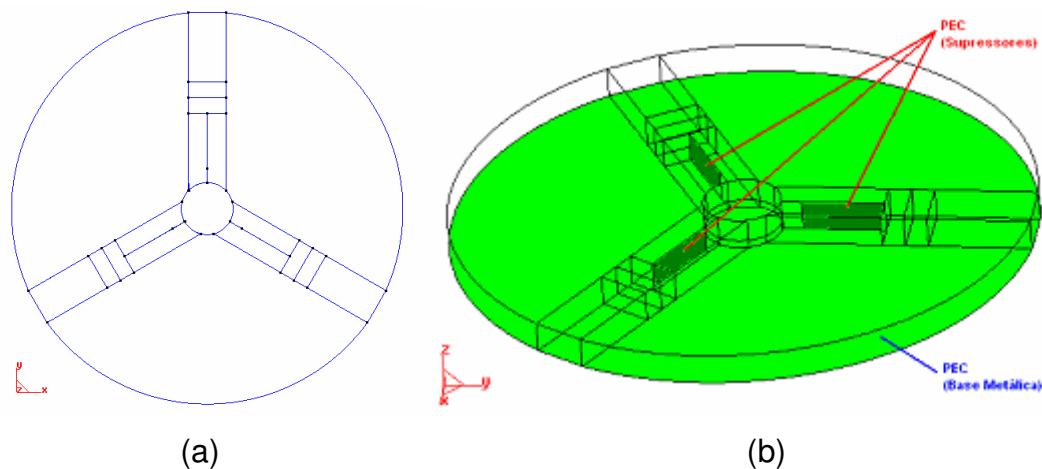 PEC
(Supressores)
y
z
x
z
y
x
PEC
(Base Metálica)
(a)
(b)